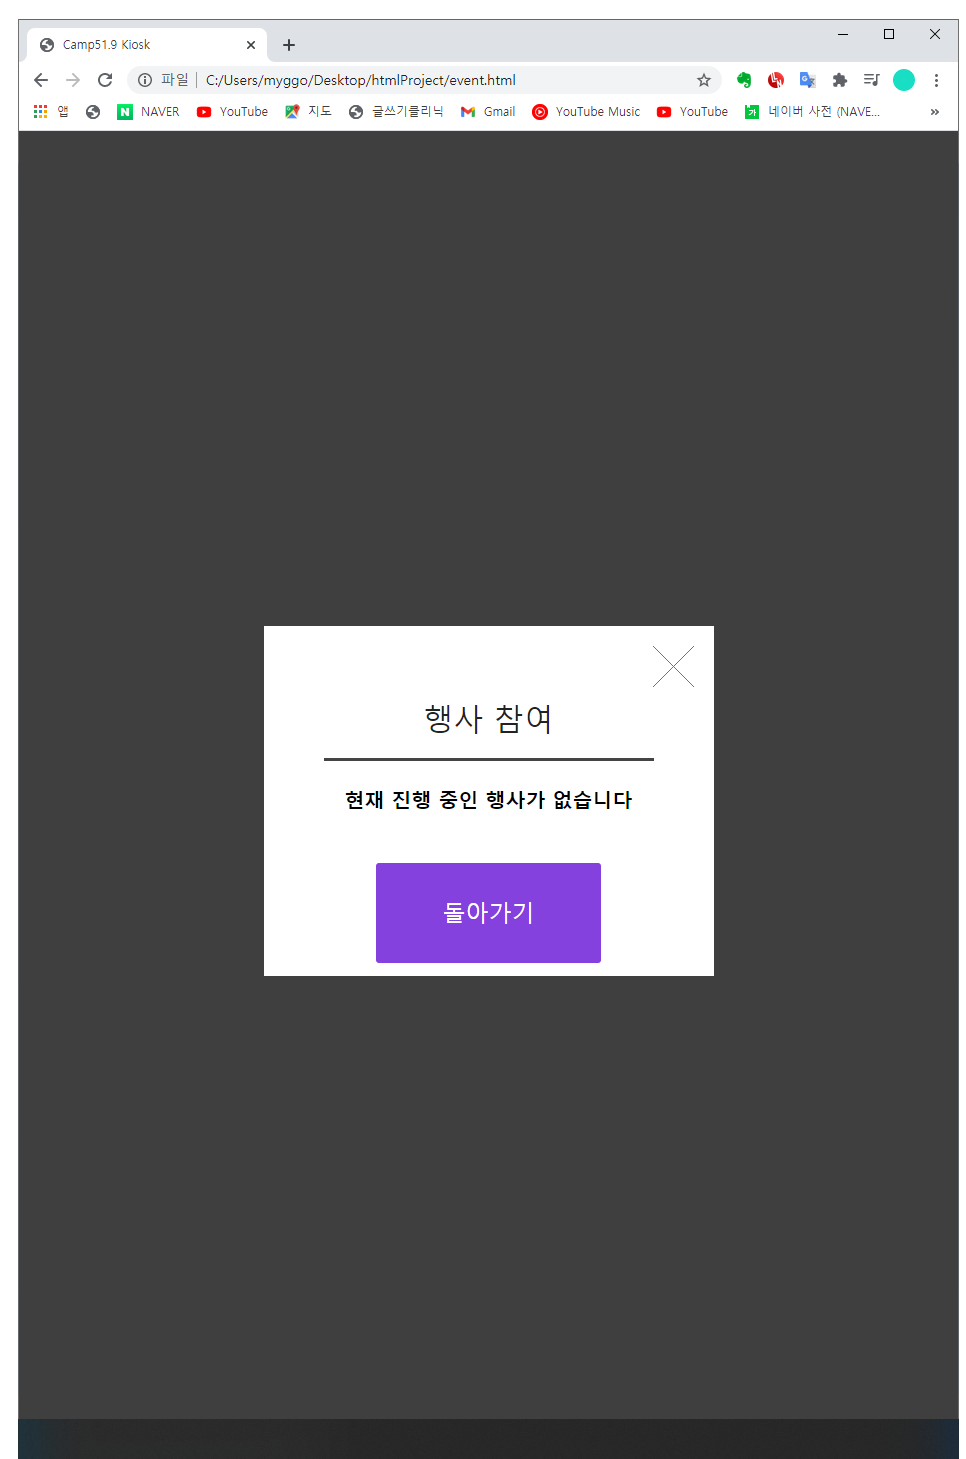 Camp51.9 Kiosk
파일 C:/Users/myggo/Desktop/htmlProject/event.html
앱 NAVER YouTube 지도 글쓰기클리닉 Gmail YouTube Music YouTube 네이버 사전 (NAVE... »
행사 참여
현재 진행 중인 행사가 없습니다
돌아가기